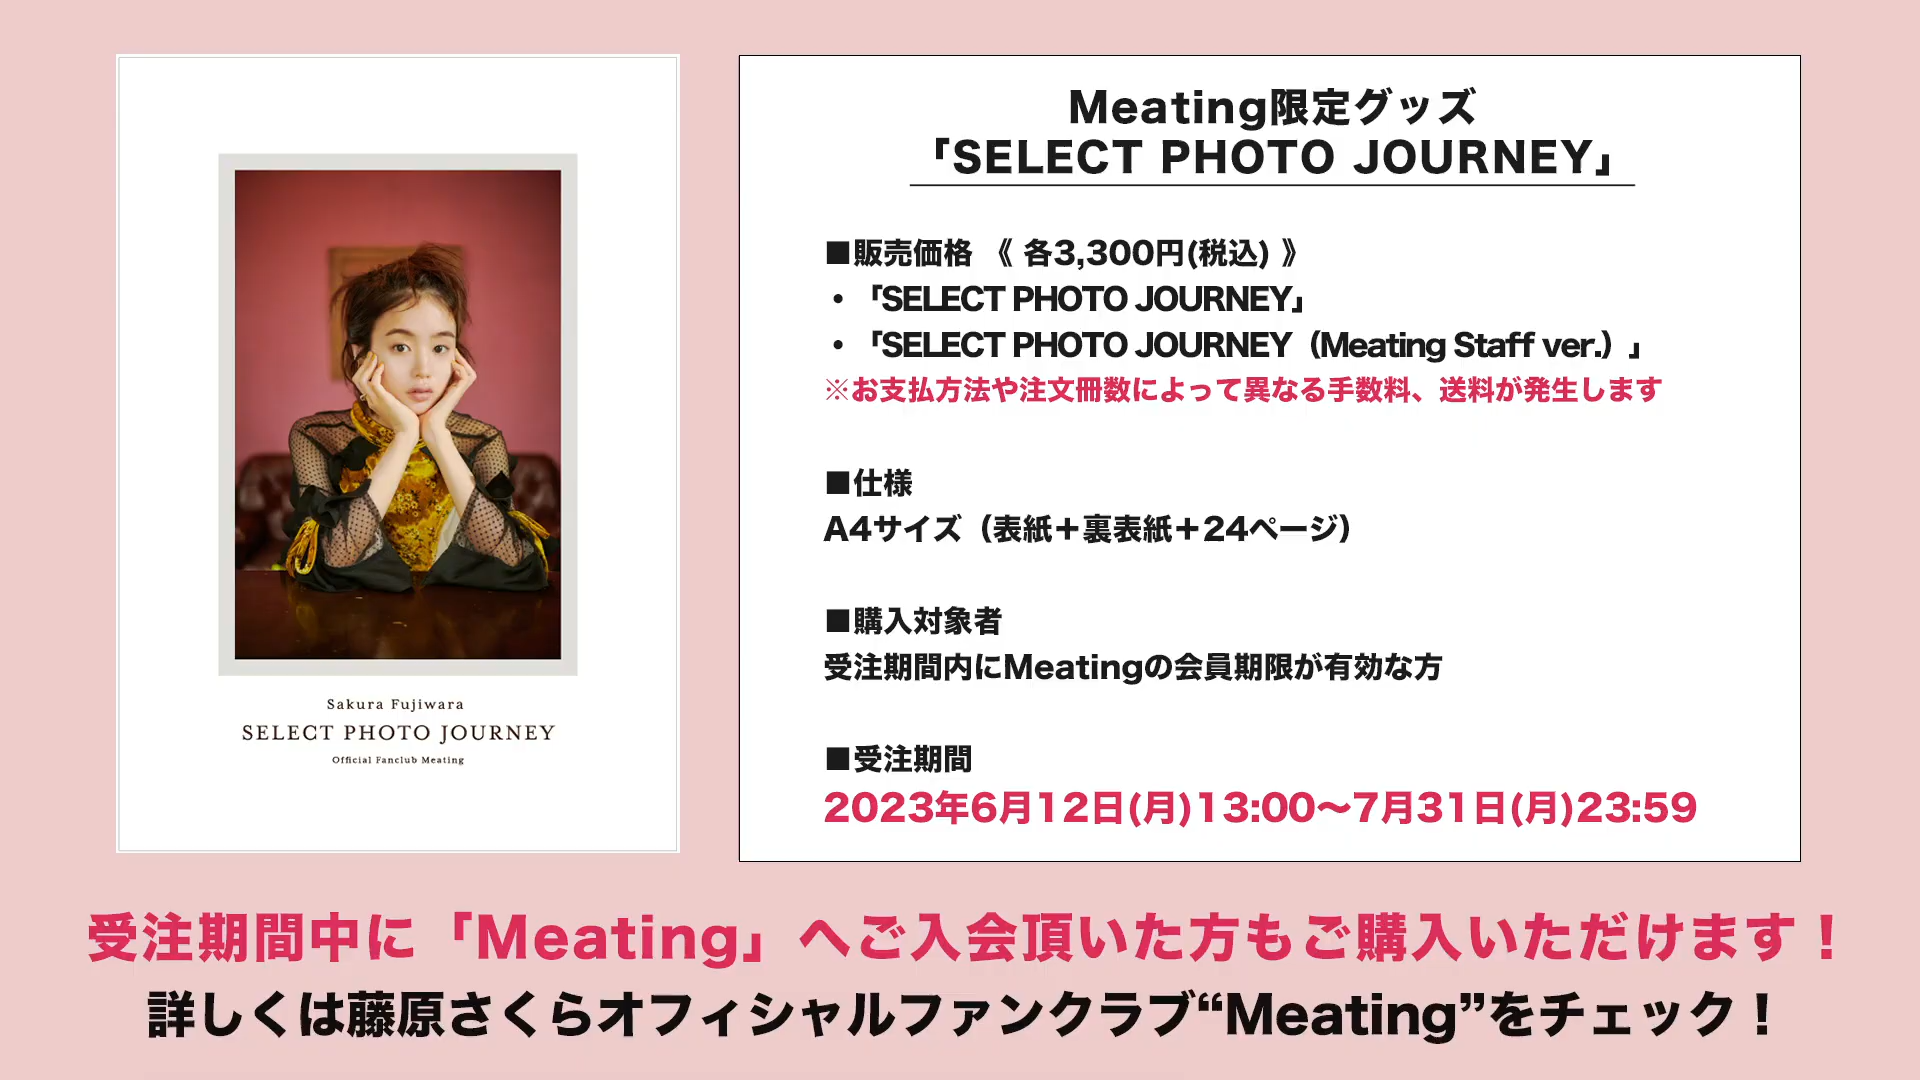 Sakura Fujiwara
SELECT PHOTO JOURNEY
Official Fanclub Meating
Meating限定グッズ
「SELECT PHOTO JOURNEY」
■販売価格 《 各3,300円(税込) 》
・「SELECT PHOTO JOURNEY」
・「SELECT PHOTO JOURNEY（Meating Staff ver.）」
※お支払方法や注文冊数によって異なる手数料、送料が発生します
■仕様
A4サイズ（表紙＋裏表紙＋24ページ）
■購入対象者
受注期間内にMeatingの会員期限が有効な方
■受注期間
2023年6月12日(月)13:00〜7月31日(月)23:59
受注期間中に「Meating」へご入会頂いた方もご購入いただけます！
詳しくは藤原さくらオフィシャルファンクラブ“Meating”をチェック！